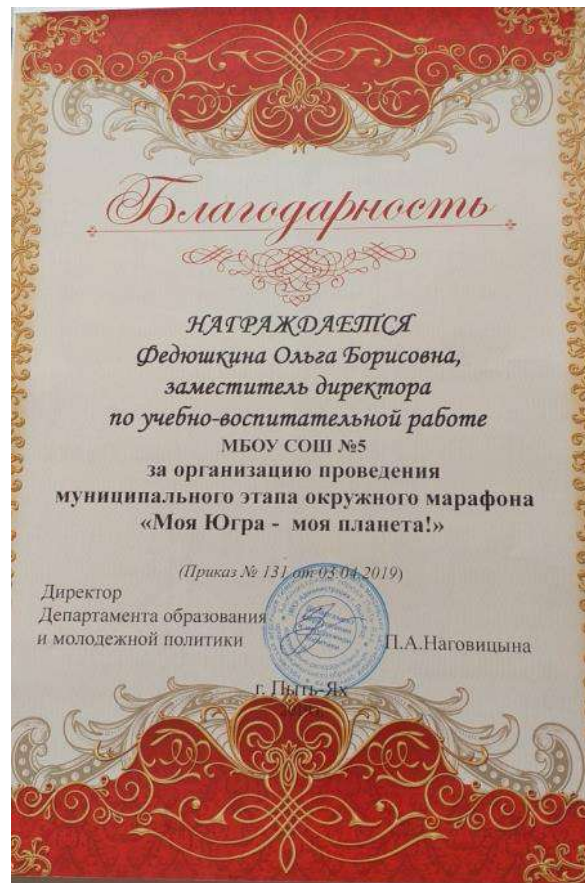 Благодарность
НАГРАЖДАЕТСЯ
Федюшкина Ольга Борисовна,
заместитель директора
по учебно-воспитательной работе
МБОУ СОШ №5
за организацию проведения
муниципального этапа окружного марафона
«Моя Югра - моя планета!»
(Приказ № 131 от 03.04.2019)
Директор
Департамента образования
и молодежной политики
П.А.Наговицына
г. Пыть-Ях